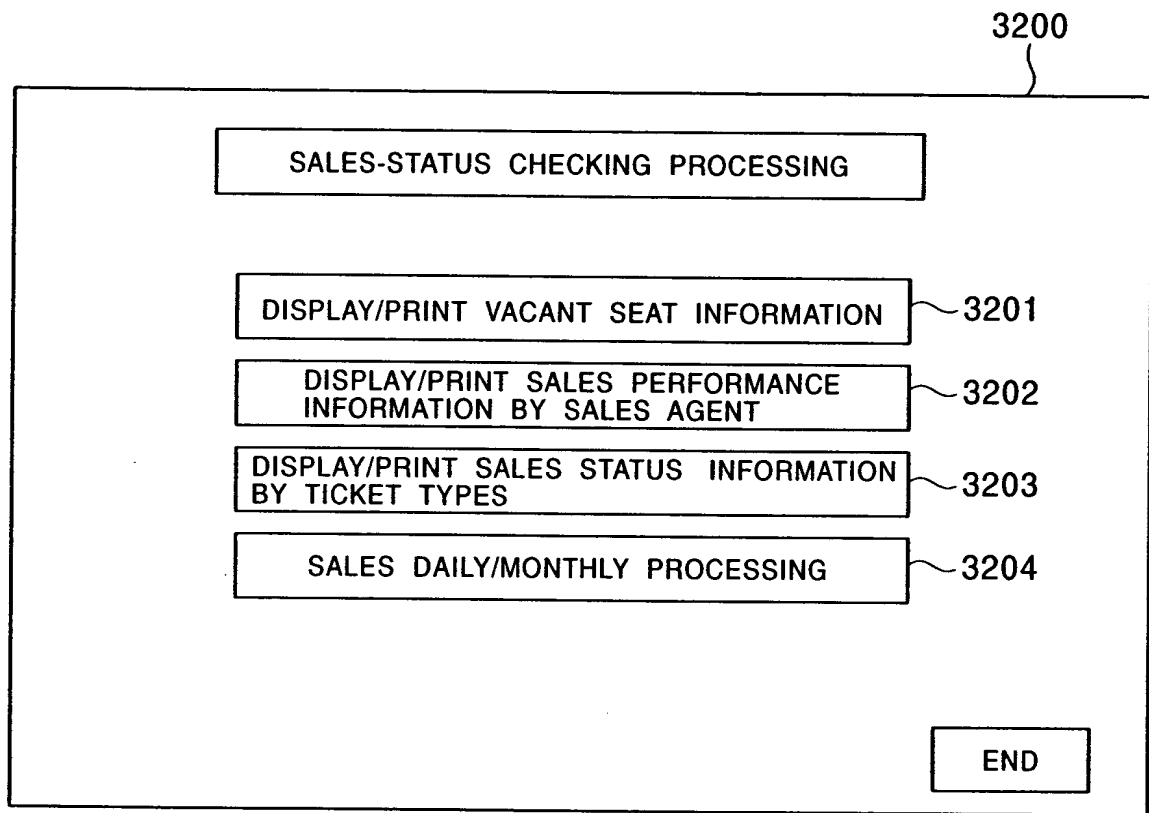 3200
SALES-STATUS CHECKING PROCESSING
DISPLAY/PRINT VACANT SEAT INFORMATION
3201
DISPLAY/PRINT SALES PERFORMANCE
INFORMATION BY SALES AGENT
3202
DISPLAY/PRINT SALES STATUS INFORMATION
BY TICKET TYPES
3203
SALES DAILY/MONTHLY PROCESSING
3204
END